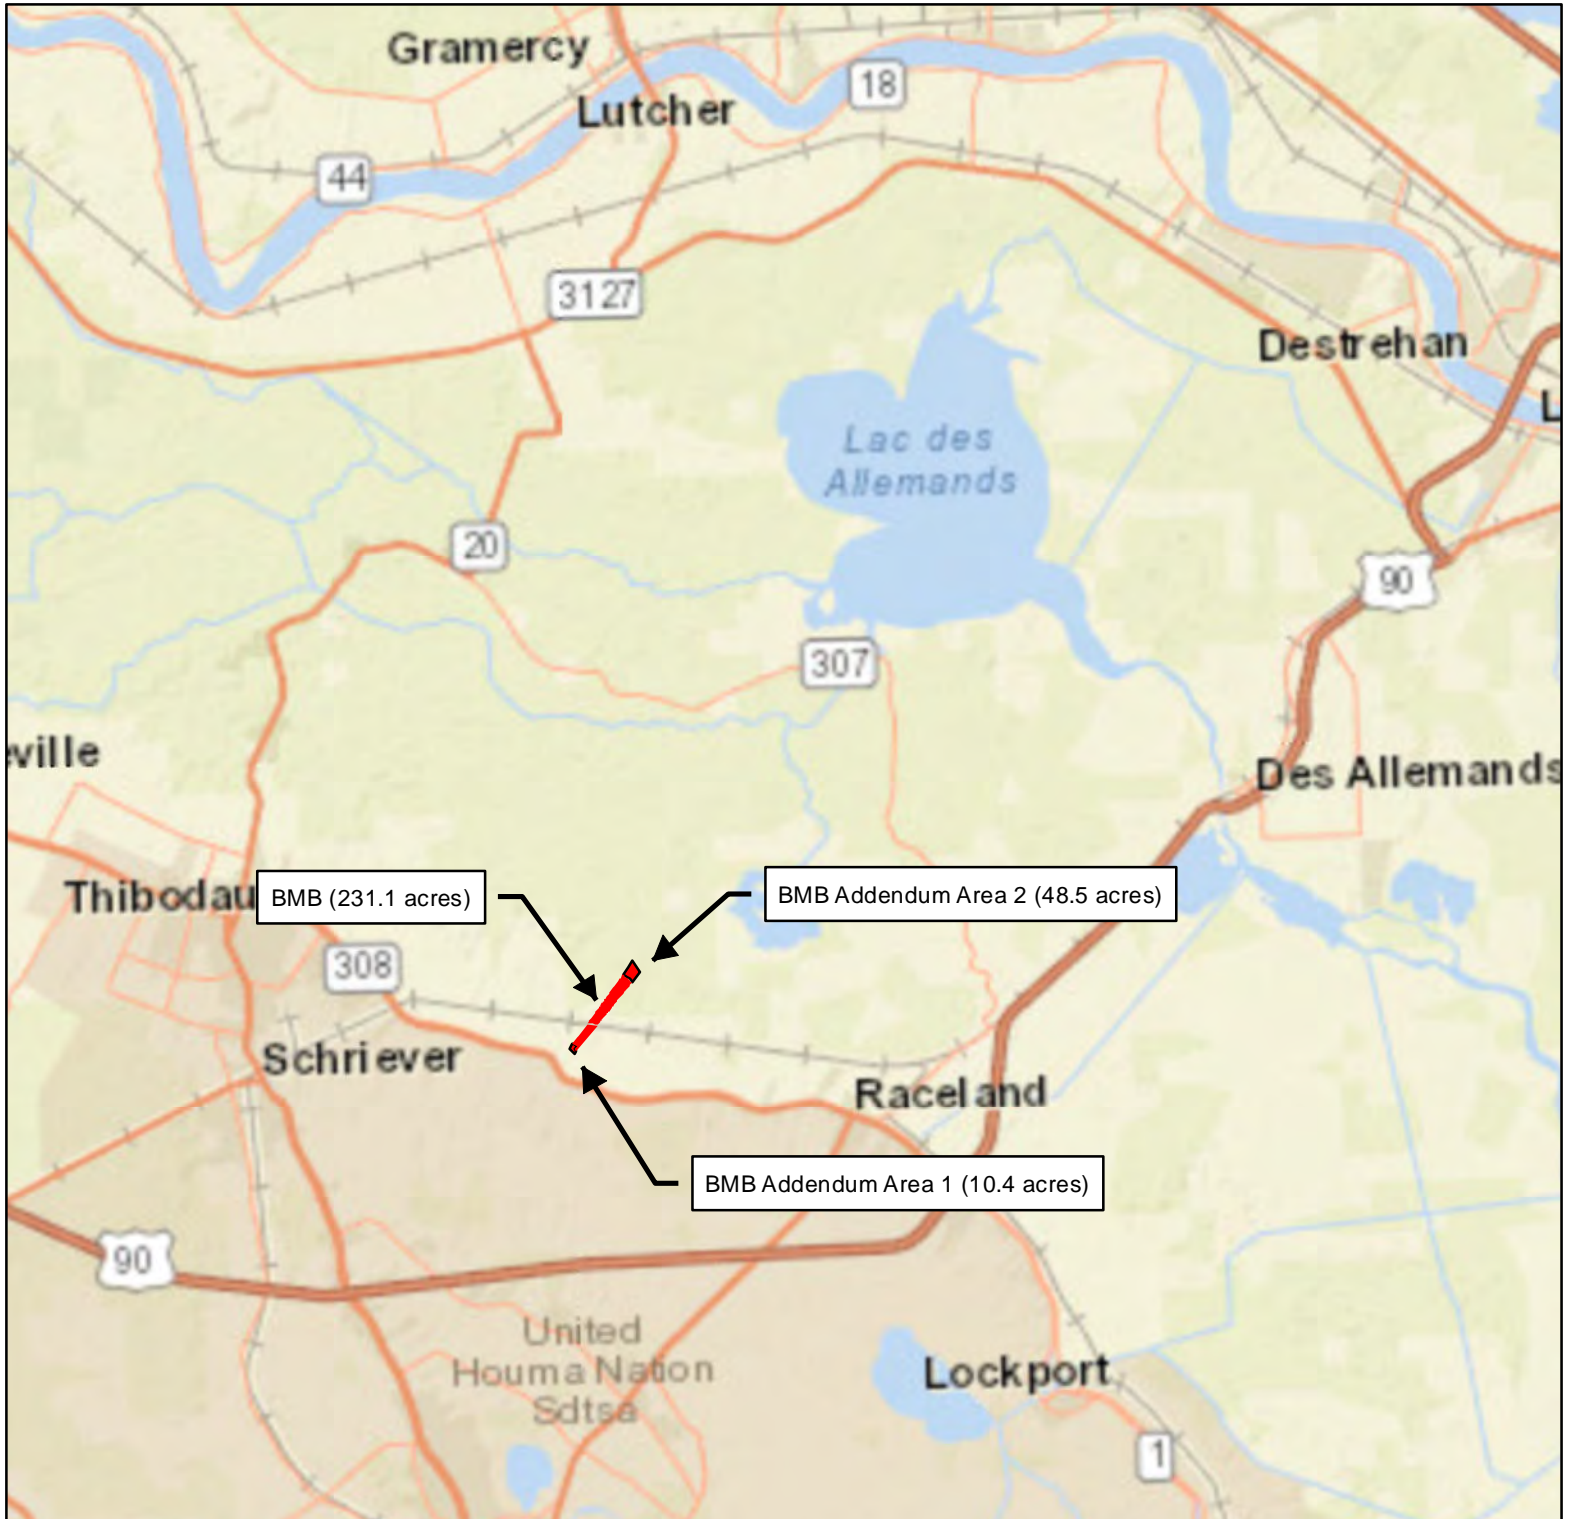 Gramercy
18
Lutcher
44
3127
Destrehan
L
Lac des
Allemands
20
90
307
eville
Des Allemands
Thibodau
BMB (231.1 acres)
BMB Addendum Area 2 (48.5 acres)
308
Schriever
Raceland
BMB Addendum Area 1 (10.4 acres)
90
United
Houma Nation
Sdtsa
Lockport
1